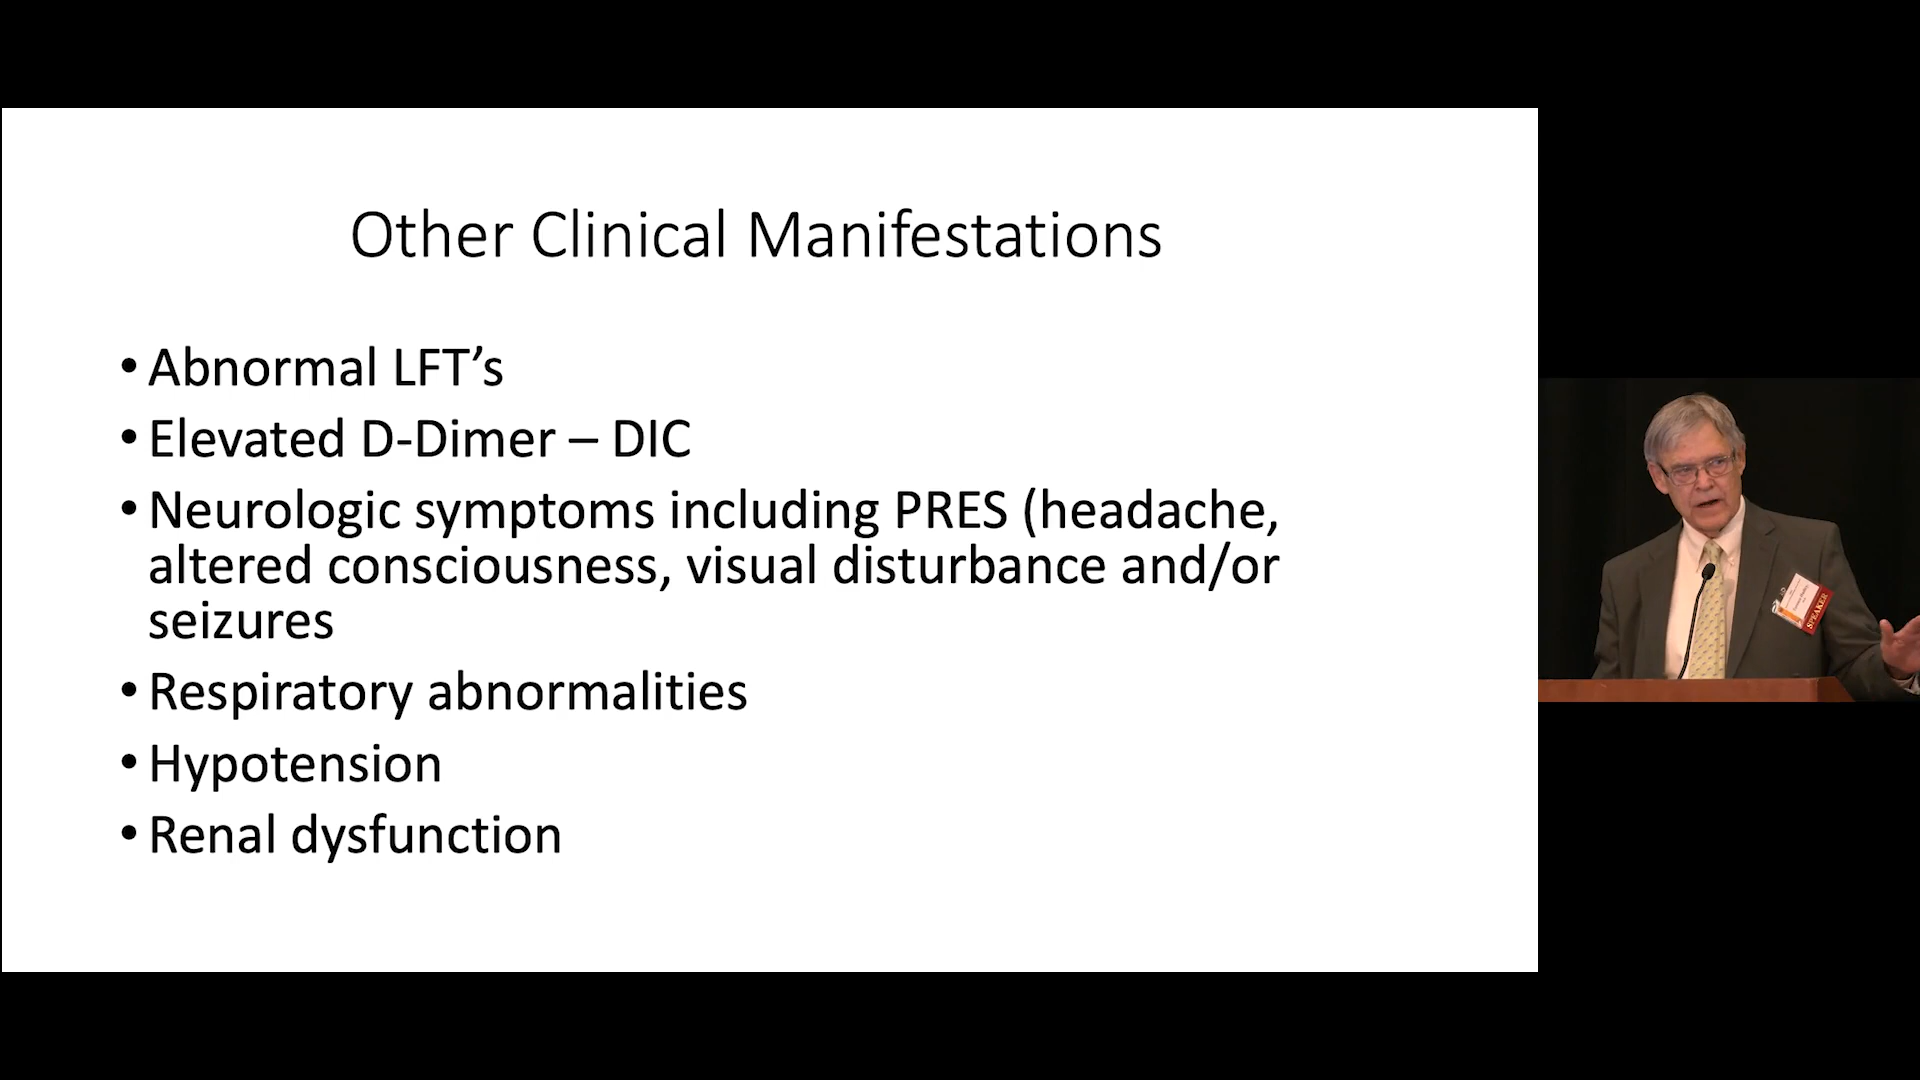 Other Clinical Manifestations
• Abnormal LFT’s
• Elevated D-Dimer – DIC
• Neurologic symptoms including PRES (headache,
altered consciousness, visual disturbance and/or
seizures
• Respiratory abnormalities
• Hypotension
• Renal dysfunction
SPEAKER